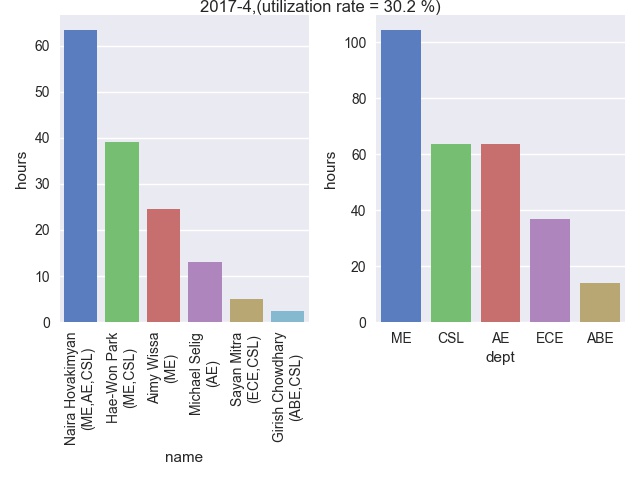 2017-4,(utilization rate = 30.2 %)
hours
60
50
40
30
20
10
0
Naira Hovakimyan
(ME,AE,CSL)
Hae-Won Park
(ME,CSL)
Aimy Wissa
(ME)
Michael Selig
(AE)
Sayan Mitra
(ECE,CSL)
Girish Chowdhary
(ABE,CSL)
name
hours
100
80
60
40
20
0
ME CSL AE ECE ABE
dept